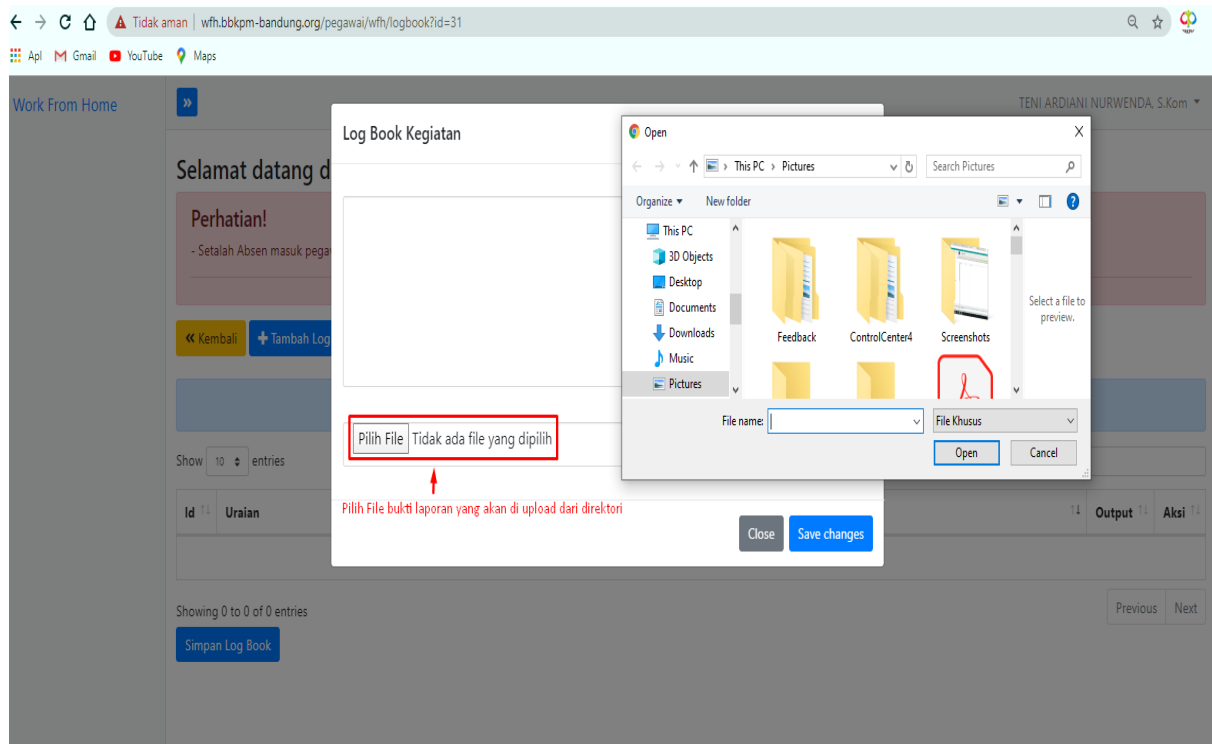 Tidak aman | wfh.bbkpm-bandung.org/pegawai/wfh/logbook?id=31
Apl Gmail YouTube Maps
Work From Home
»
TENI ARDIANI NURWENDA, S.Kom
Selamat datang d
Perhatian!
- Setalah Absen masuk pega
Kembali
+ Tambah Log
Show 10 entries
Id Uraian Output Aksi
Showing 0 to 0 of 0 entries
Previous Next
Simpan Log Book
Log Book Kegiatan
Pilih File Tidak ada file yang dipilih
Pilih File bukti laporan yang akan di upload dari direktori
Close Save changes
Open X
This PC > Pictures Search Pictures
Organize New folder
This PC
3D Objects
Desktop
Documents
Downloads
Music
Pictures
Feedback ControlCenter4 Screenshots
Select a file to
preview.
File name: File Khusus
Open Cancel